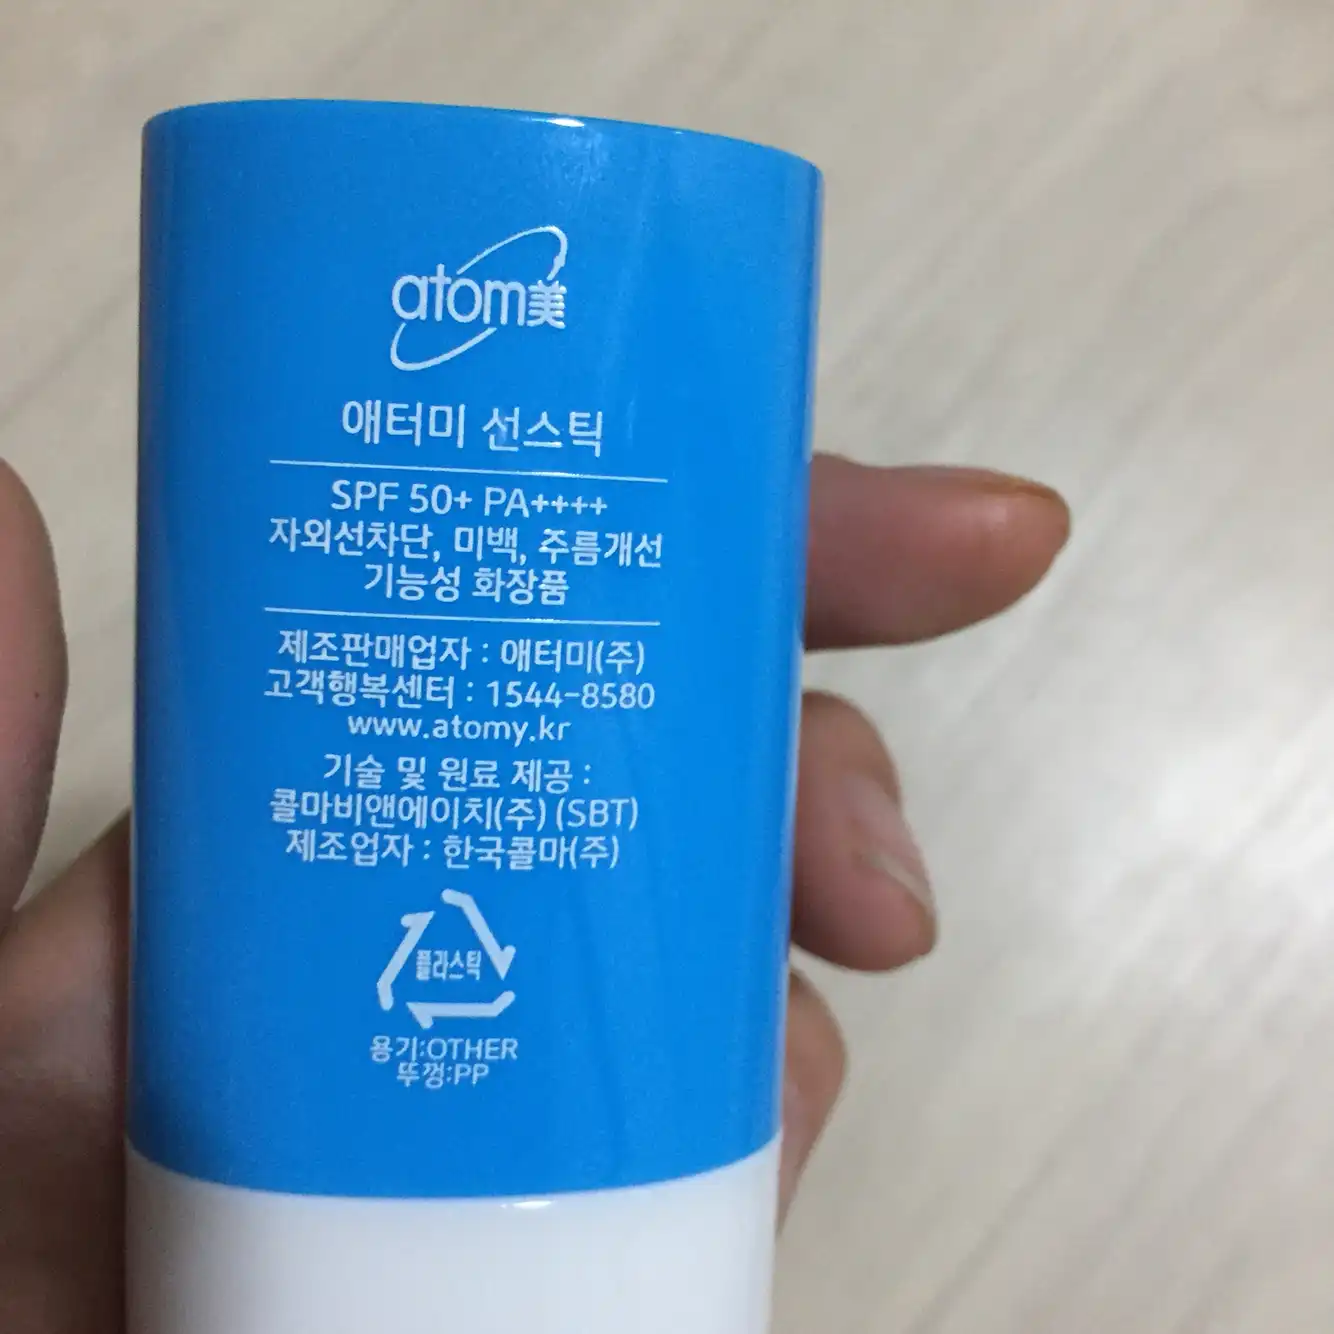 atom美
애터미 선스틱
SPF 50+ PA++++
자외선차단, 미백, 주름개선
기능성 화장품
제조판매업자 : 애터미(주)
고객행복센터 : 1544-8580
www.atomy.kr
기술 및 원료 제공 :
콜마비앤에이치(주) (SBT)
제조업자 : 한국콜마(주)
플라스틱
용기:OTHER
뚜껑:PP